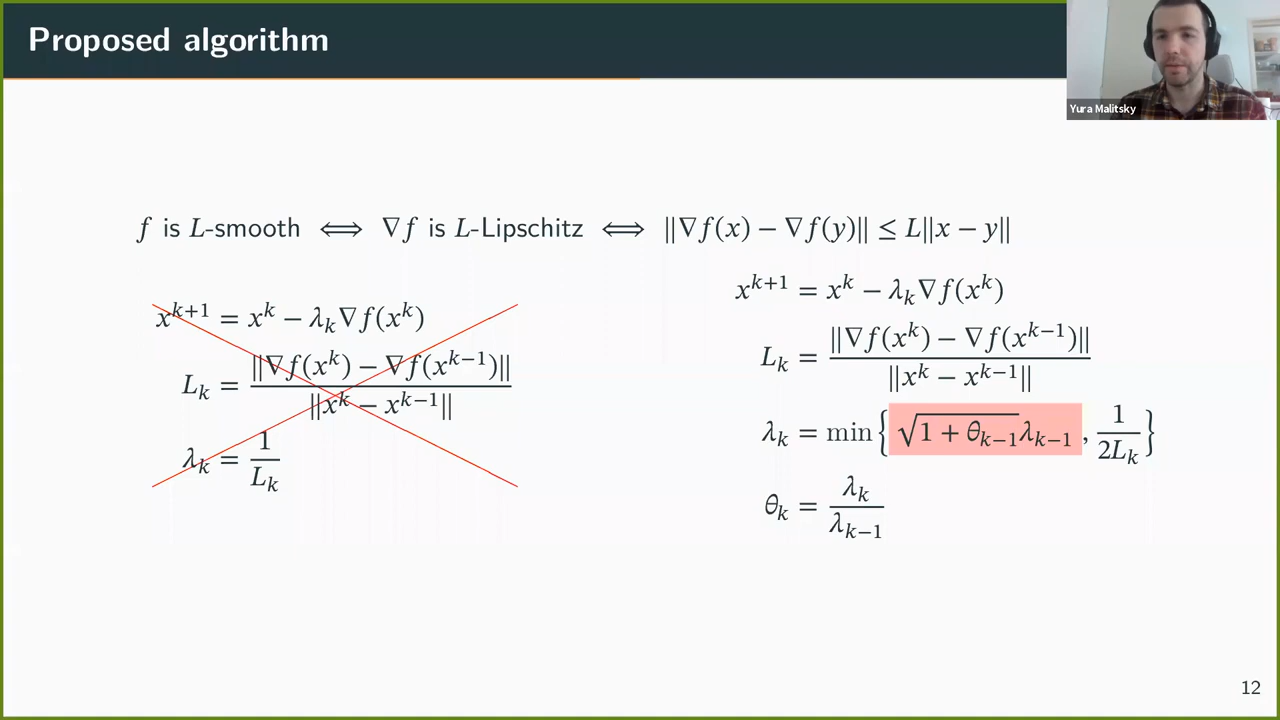 Proposed algorithm
Yura Malitsky
f is L-smooth ⟺ ∇f is L-Lipschitz ⟺ ‖∇f(x) − ∇f(y)‖ ≤ L‖x − y‖
x^{k+1} = x^k − λ_k∇f(x^k)
L_k = ‖∇f(x^k) − ∇f(x^{k−1})‖ / ‖x^k − x^{k−1}‖
λ_k = 1 / L_k
x^{k+1} = x^k − λ_k∇f(x^k)
L_k = ‖∇f(x^k) − ∇f(x^{k−1})‖ / ‖x^k − x^{k−1}‖
λ_k = min{√(1 + θ_{k−1})λ_{k−1}, 1 / 2L_k}
θ_k = λ_k / λ_{k−1}
12